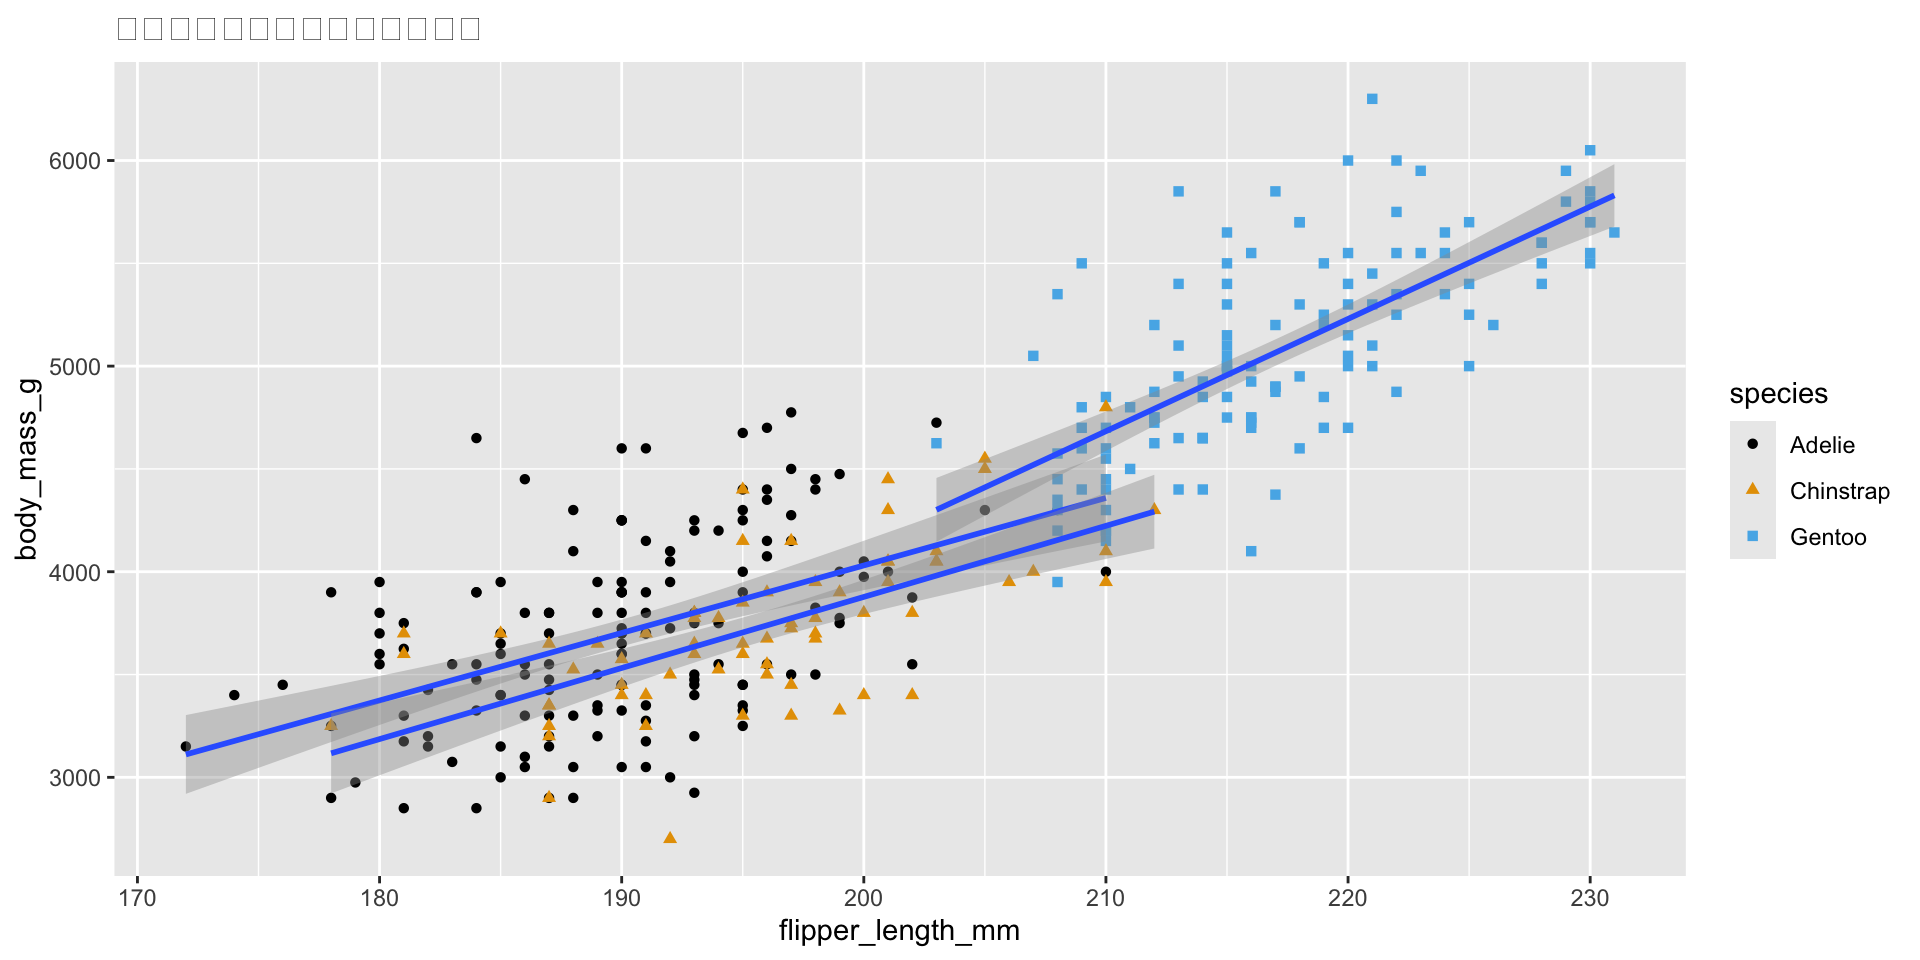 6000
5000
4000
3000
body_mass_g
170 180 190 200 210 220 230
flipper_length_mm
species
Adelie
Chinstrap
Gentoo